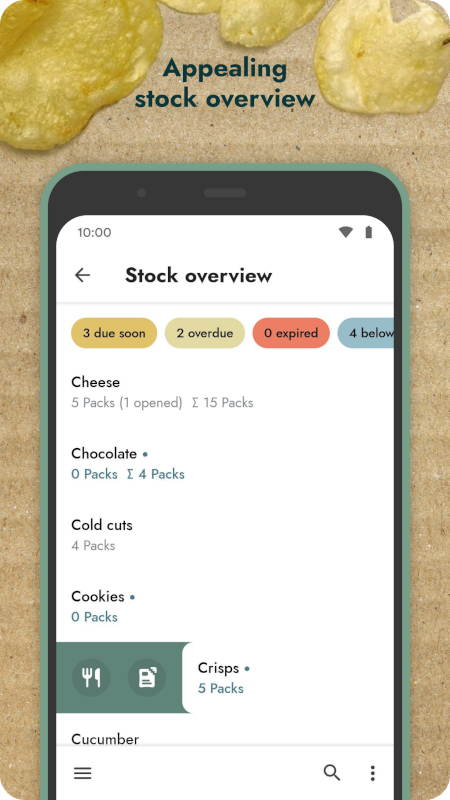 Appealing
stock overview
10:00
Stock overview
3 due soon
2 overdue
0 expired
4 below
Cheese
5 Packs (1 opened) Σ 15 Packs
Chocolate •
0 Packs Σ 4 Packs
Cold cuts
4 Packs
Cookies •
0 Packs
Crisps •
5 Packs
Cucumber